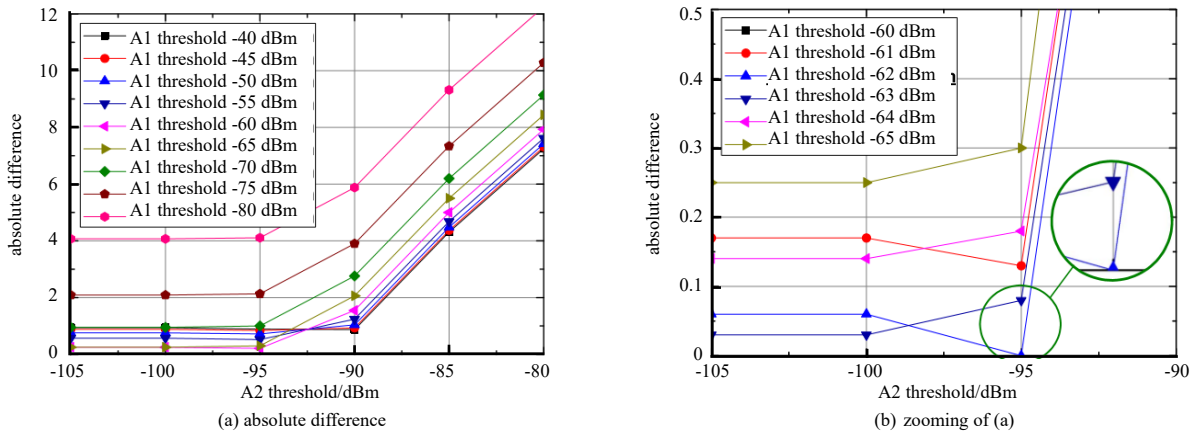 12
10
8
6
4
2
0
absolute difference
A1 threshold -40 dBm
A1 threshold -45 dBm
A1 threshold -50 dBm
A1 threshold -55 dBm
A1 threshold -60 dBm
A1 threshold -65 dBm
A1 threshold -70 dBm
A1 threshold -75 dBm
A1 threshold -80 dBm
-105 -100 -95 -90 -85 -80
A2 threshold/dBm
(a) absolute difference
0.5
0.4
0.3
0.2
0.1
0
absolute difference
A1 threshold -60 dBm
A1 threshold -61 dBm
A1 threshold -62 dBm
A1 threshold -63 dBm
A1 threshold -64 dBm
A1 threshold -65 dBm
-105 -100 -95 -90
A2 threshold/dBm
(b) zooming of (a)